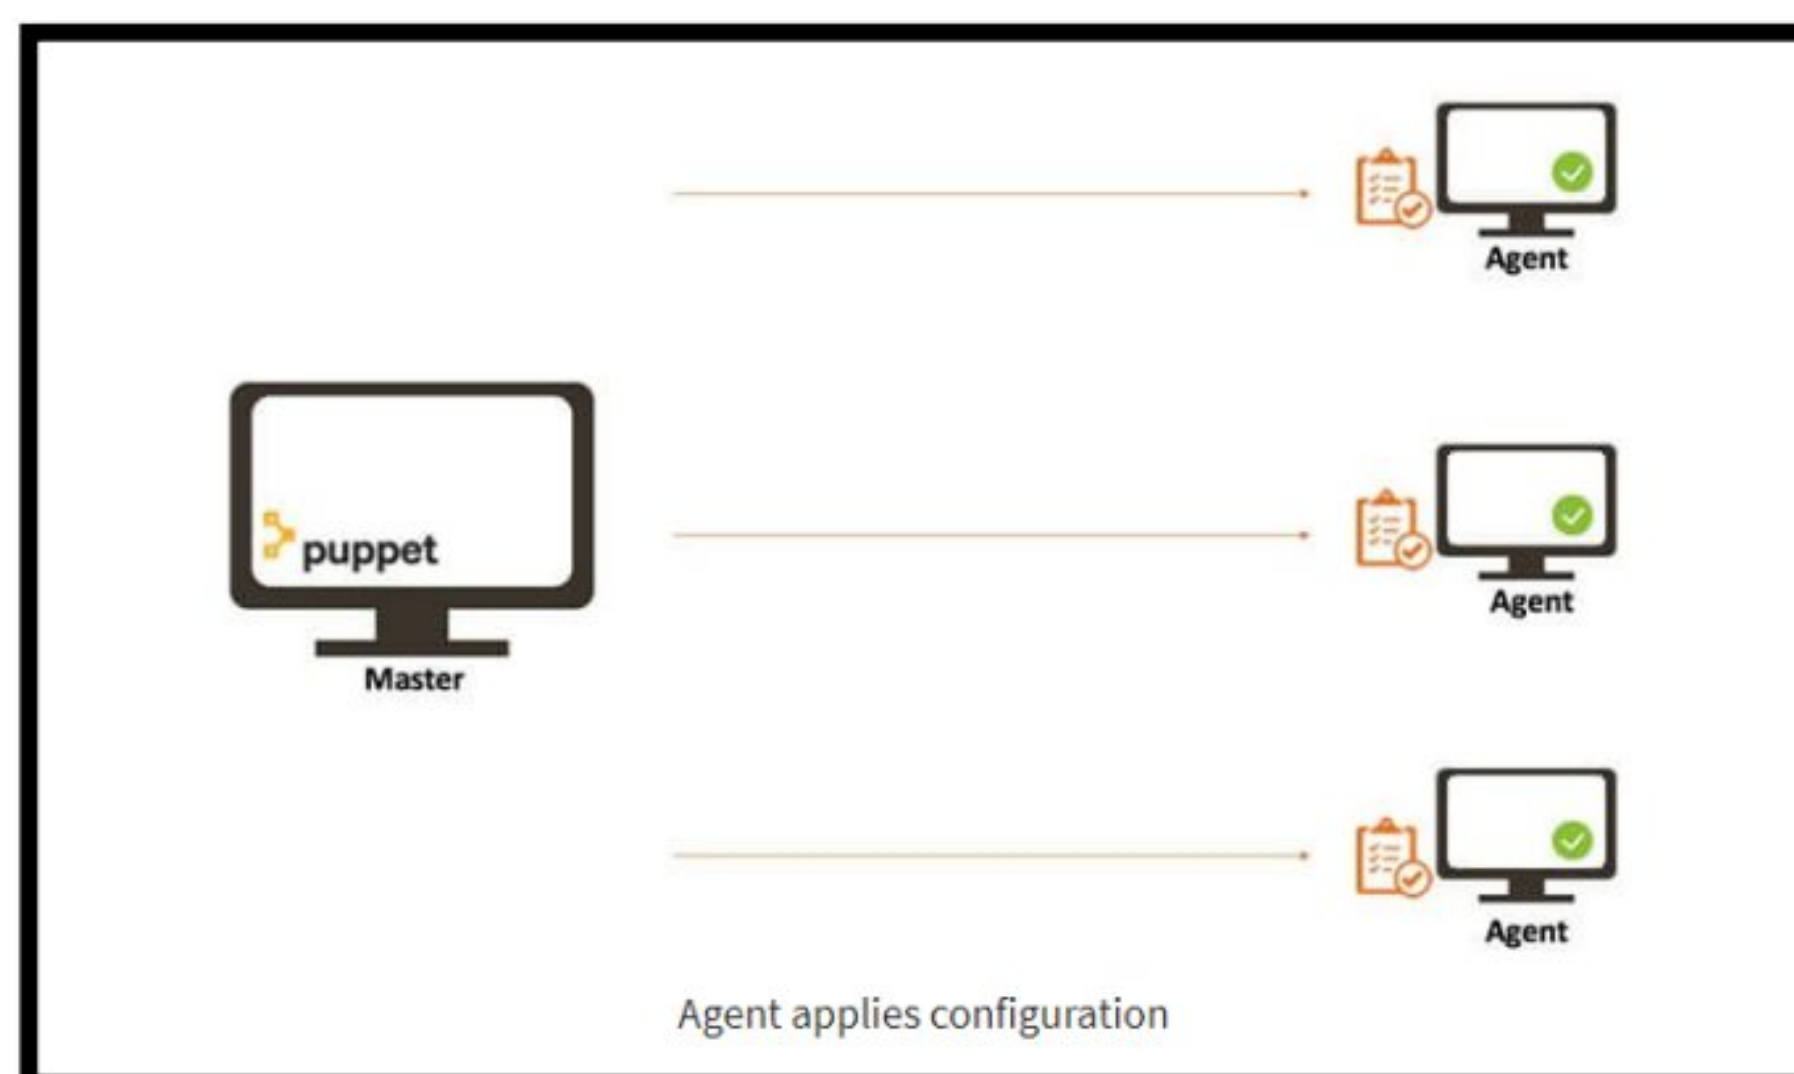 Agent
puppet
Agent
Master
Agent
Agent applies configuration